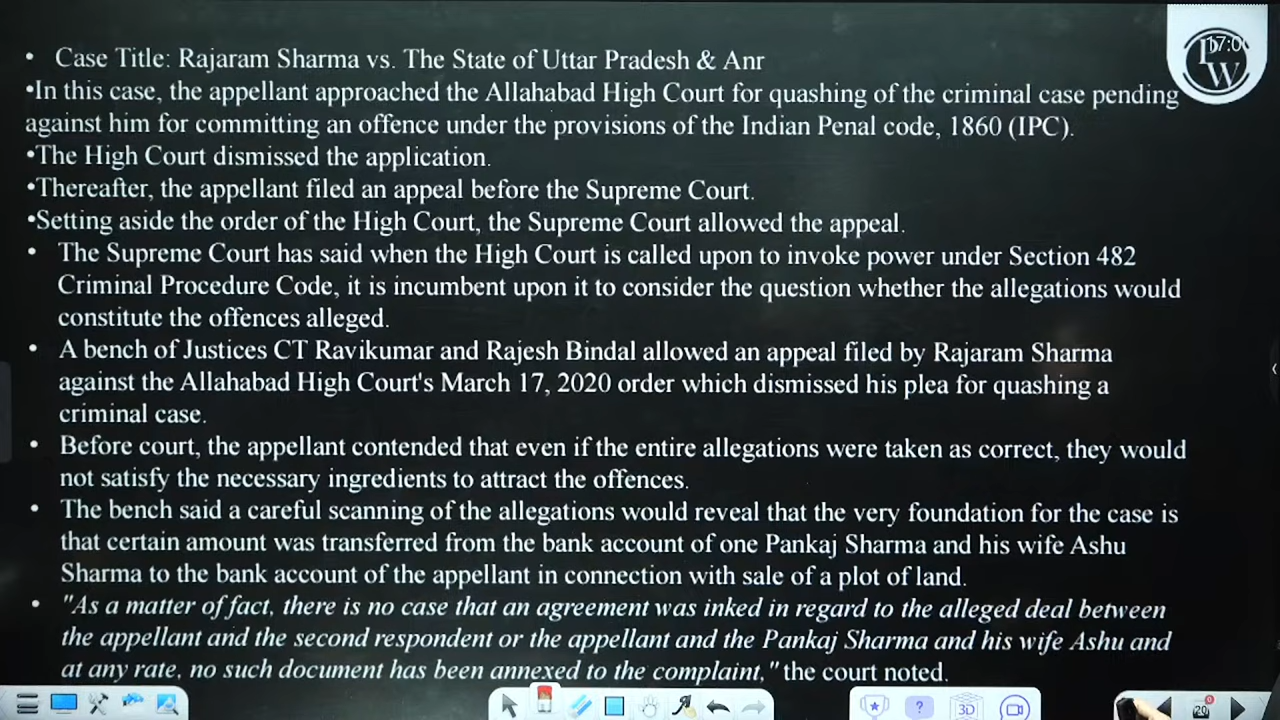 • Case Title: Rajaram Sharma vs. The State of Uttar Pradesh & Anr
•In this case, the appellant approached the Allahabad High Court for quashing of the criminal case pending
against him for committing an offence under the provisions of the Indian Penal code, 1860 (IPC).
•The High Court dismissed the application.
•Thereafter, the appellant filed an appeal before the Supreme Court.
•Setting aside the order of the High Court, the Supreme Court allowed the appeal.
• The Supreme Court has said when the High Court is called upon to invoke power under Section 482
Criminal Procedure Code, it is incumbent upon it to consider the question whether the allegations would
constitute the offences alleged.
• A bench of Justices CT Ravikumar and Rajesh Bindal allowed an appeal filed by Rajaram Sharma
against the Allahabad High Court's March 17, 2020 order which dismissed his plea for quashing a
criminal case.
• Before court, the appellant contended that even if the entire allegations were taken as correct, they would
not satisfy the necessary ingredients to attract the offences.
• The bench said a careful scanning of the allegations would reveal that the very foundation for the case is
that certain amount was transferred from the bank account of one Pankaj Sharma and his wife Ashu
Sharma to the bank account of the appellant in connection with sale of a plot of land.
• "As a matter of fact, there is no case that an agreement was inked in regard to the alleged deal between
the appellant and the second respondent or the appellant and the Pankaj Sharma and his wife Ashu and
at any rate, no such document has been annexed to the complaint," the court noted.
3D
20